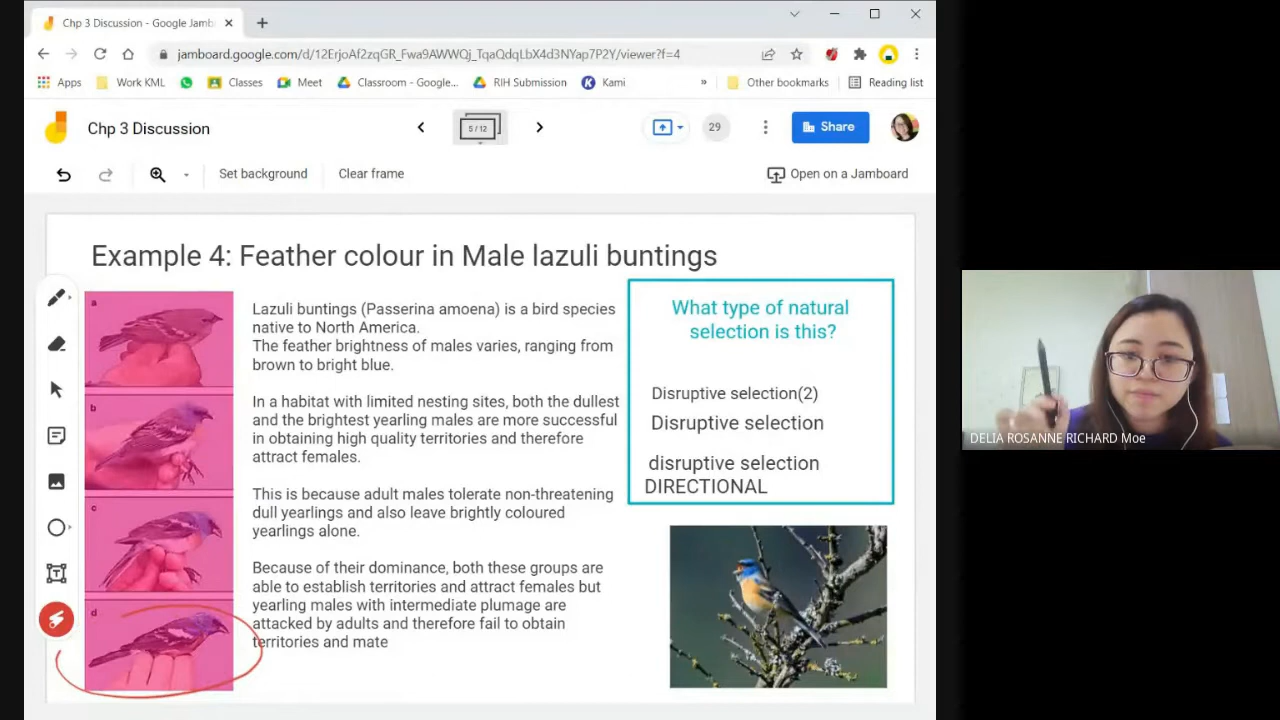 Chp 3 Discussion - Google Jamb
jamboard.google.com/d/12ErjoAf2zqGR_Fwa9AWWQj_TqaQdqLbX4d3NYap7P2Y/viewer?f=4
Apps Work KML Classes Meet Classroom - Google... RIH Submission Kami » Other bookmarks Reading list
Chp 3 Discussion
5 / 12
29
Share
Set background
Clear frame
Open on a Jamboard
Example 4: Feather colour in Male lazuli buntings
a
b
c
d
Lazuli buntings (Passerina amoena) is a bird species
native to North America.
The feather brightness of males varies, ranging from
brown to bright blue.
In a habitat with limited nesting sites, both the dullest
and the brightest yearling males are more successful
in obtaining high quality territories and therefore
attract females.
This is because adult males tolerate non-threatening
dull yearlings and also leave brightly coloured
yearlings alone.
Because of their dominance, both these groups are
able to establish territories and attract females but
yearling males with intermediate plumage are
attacked by adults and therefore fail to obtain
territories and mate
What type of natural
selection is this?
Disruptive selection(2)
Disruptive selection
disruptive selection
DIRECTIONAL
DELIA ROSANNE RICHARD Moe